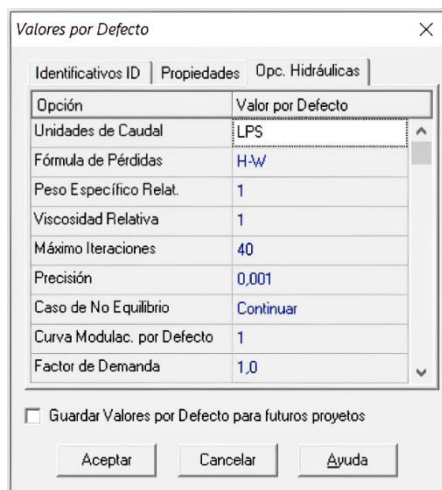 Valores por Defecto
Identificativos ID Propiedades Opc. Hidráulicas
Opción Valor por Defecto
Unidades de Caudal LPS
Fórmula de Pérdidas H-W
Peso Específico Relat. 1
Viscosidad Relativa 1
Máximo Iteraciones 40
Precisión 0,001
Caso de No Equilibrio Continuar
Curva Modulac. por Defecto 1
Factor de Demanda 1,0
Guardar Valores por Defecto para futuros proyetos
Aceptar Cancelar Ayuda